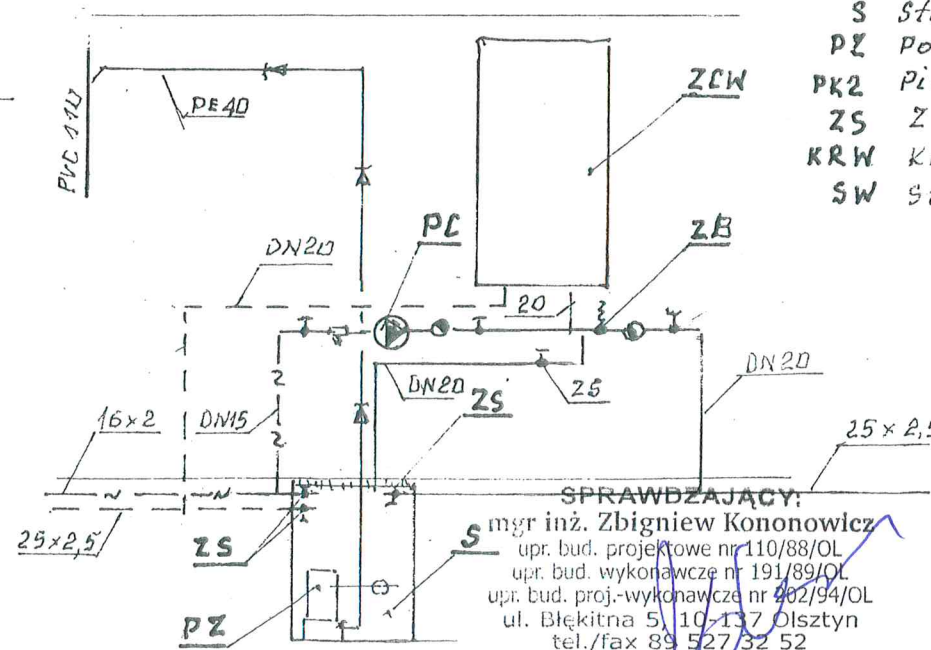 S
PZ Po
PKZ Pi
ZS Z
KRW
SW
PVC 110
PE40
ZCW
DN20
PC
ZB
20
DN20
ZS
ZS
DN20
16×2
DN15
25×2,5
25×2,5
ZS
S
PZ
SPRAWDZAJĄCY:
mgr inż. Zbigniew Kononowicz
upr. bud. projektowe nr 110/88/OL
upr. bud. wykonawcze nr 191/89/OL
upr. bud. proj.-wykonawcze nr 202/94/OL
ul. Błękitna 5, 10-137 Olsztyn
tel./fax 89 527 32 52